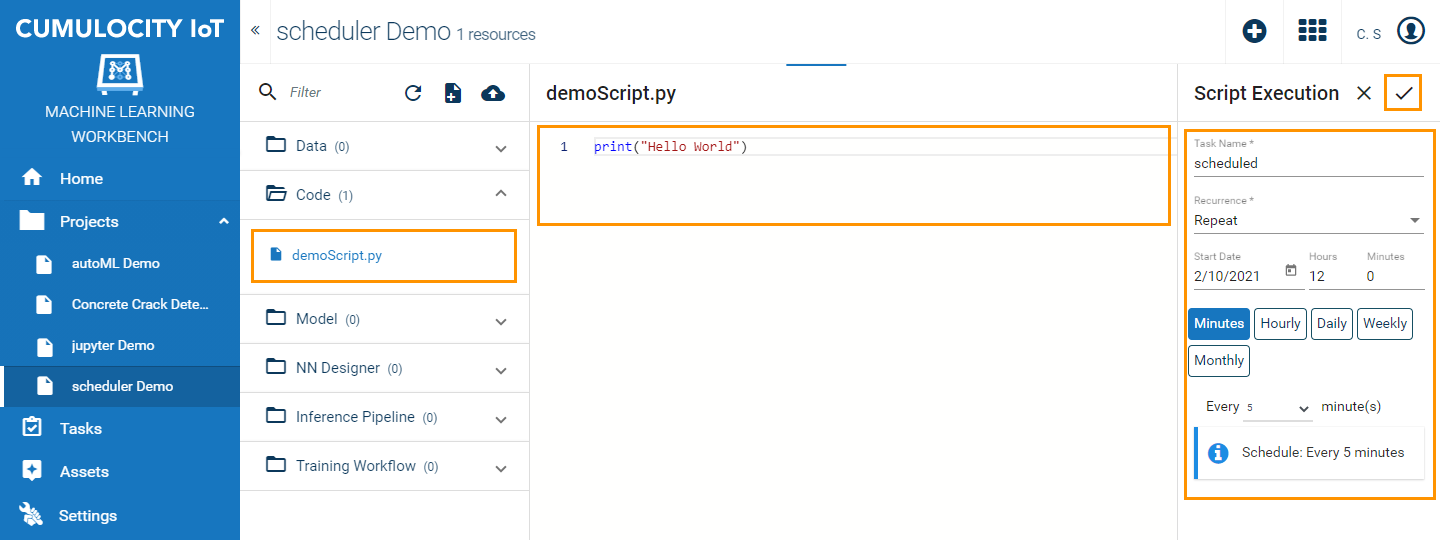 CUMULOCITY IoT
MACHINE LEARNING
WORKBENCH
Home
Projects
autoML Demo
Concrete Crack Dete...
jupyter Demo
scheduler Demo
Tasks
Assets
Settings
« scheduler Demo 1 resources
C. S
Filter
Data (0)
Code (1)
demoScript.py
Model (0)
NN Designer (0)
Inference Pipeline (0)
Training Workflow (0)
demoScript.py
1 print("Hello World")
Script Execution
Task Name *
scheduled
Recurrence *
Repeat
Start Date Hours Minutes
2/10/2021 12 0
Minutes Hourly Daily Weekly
Monthly
Every 5 minute(s)
Schedule: Every 5 minutes